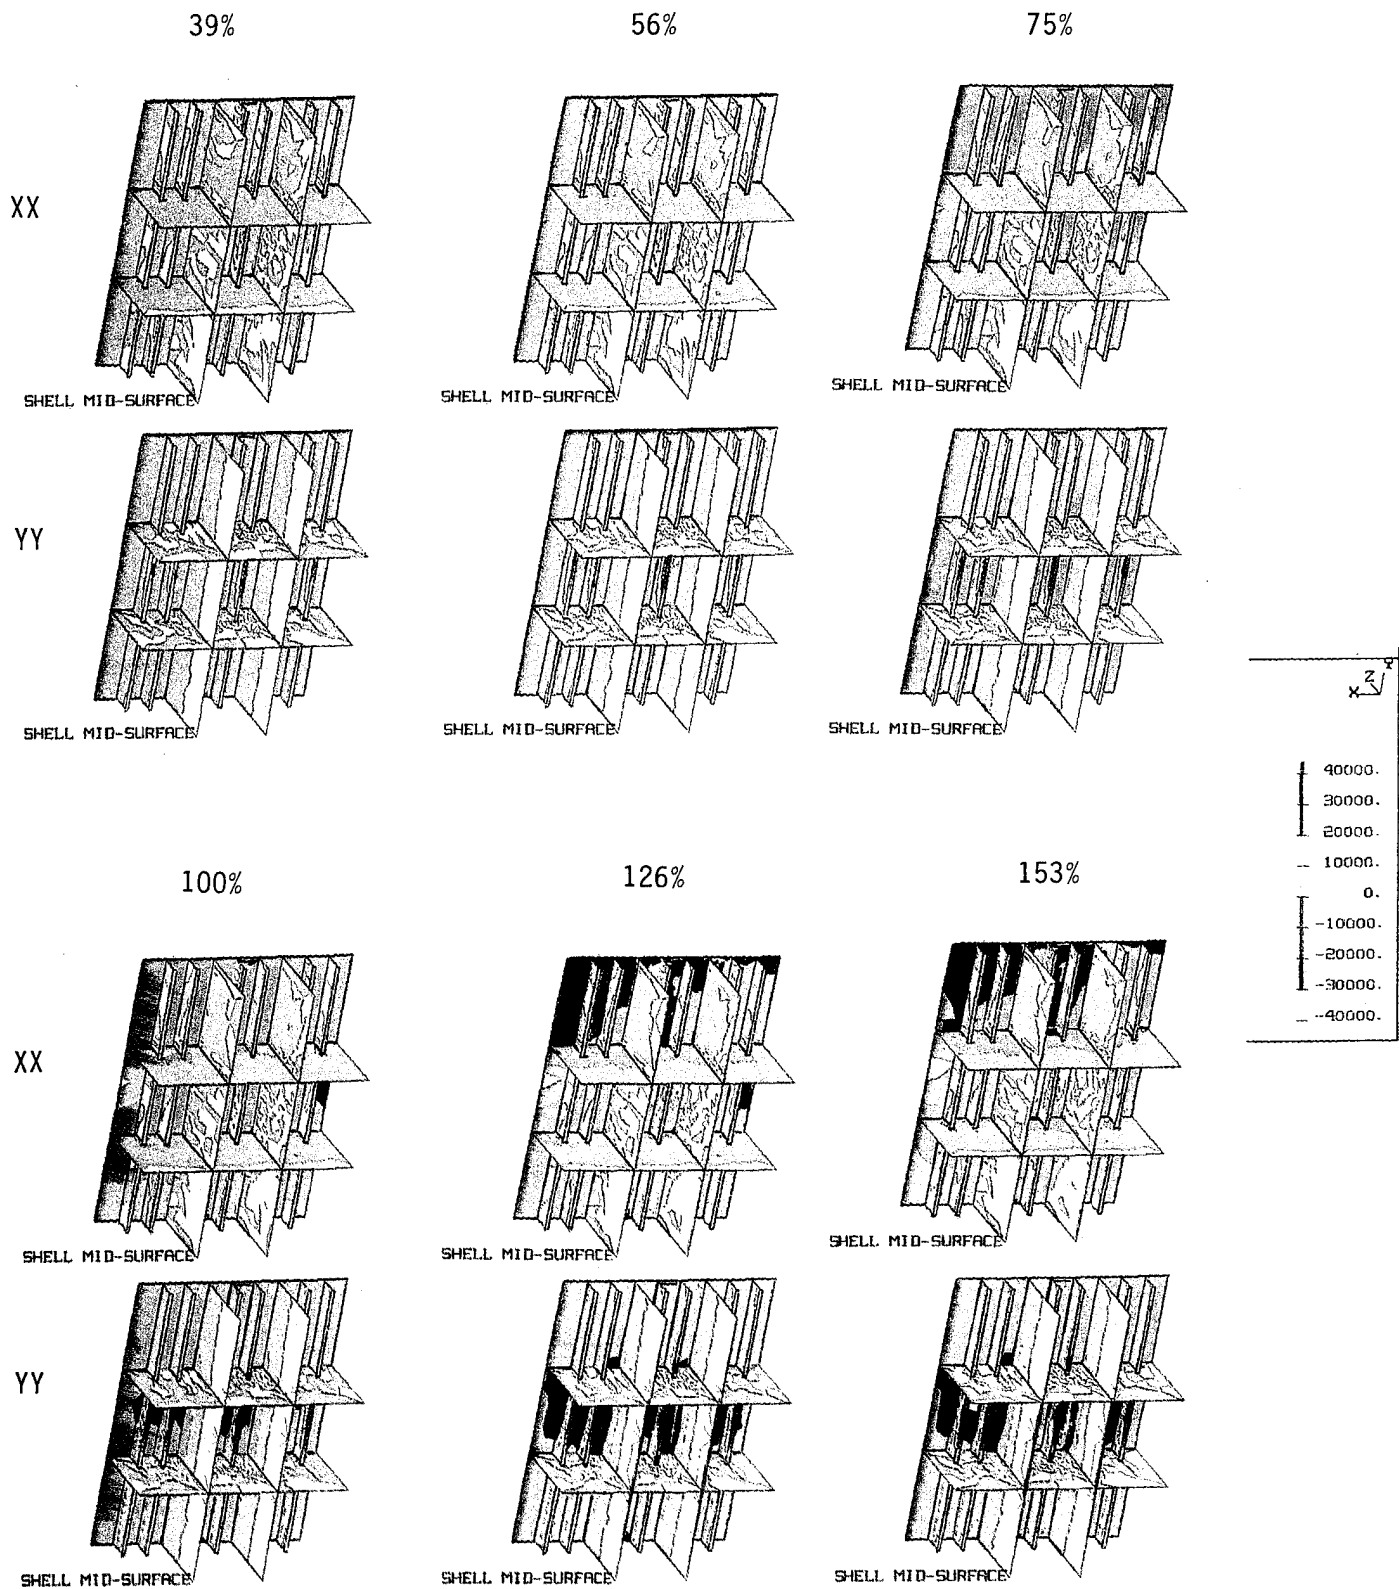 39% 56% 75%
XX
SHELL MID-SURFACE SHELL MID-SURFACE SHELL MID-SURFACE
YY
SHELL MID-SURFACE SHELL MID-SURFACE SHELL MID-SURFACE
Y
Z
X
40000.
30000.
20000.
10000.
0.
-10000.
-20000.
-30000.
-40000.
100% 126% 153%
XX
SHELL MID-SURFACE SHELL MID-SURFACE SHELL MID-SURFACE
YY
SHELL MID-SURFACE SHELL MID-SURFACE SHELL MID-SURFACE